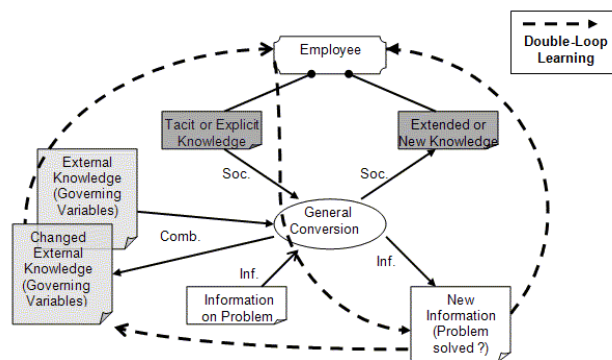 Employee
Double-Loop
Learning
Tacit or Explicit
Knowledge
Extended or
New Knowledge
External
Knowledge
(Governing
Variables)
Soc.
Soc.
General
Conversion
Changed
External
Knowledge
(Governing
Variables)
Comb.
Inf.
Inf.
Information
on Problem
New
Information
(Problem
solved ?)